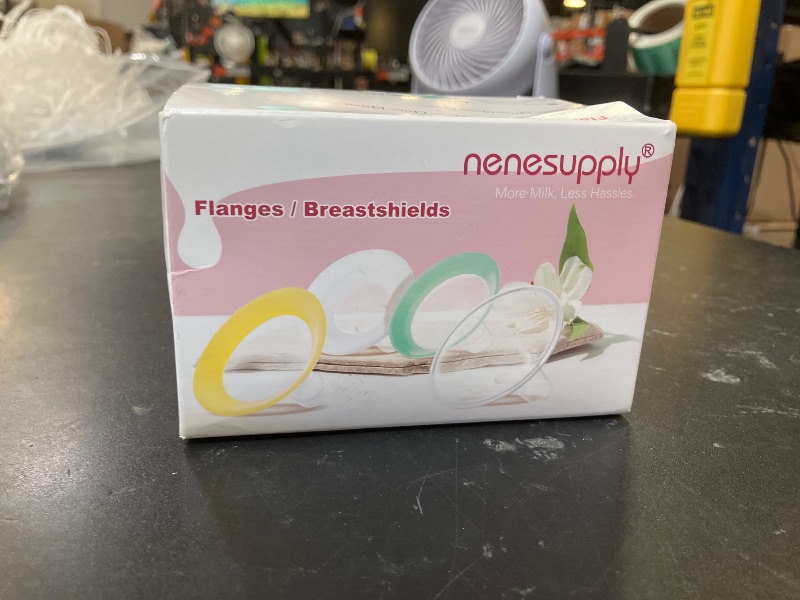 nenesupply®
More Milk, Less Hassles.
Flanges / Breastshields